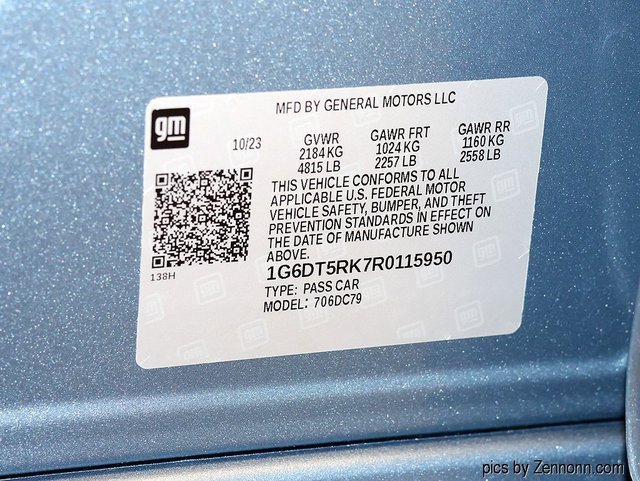 MFD BY GENERAL MOTORS LLC
gm
10/23
GVWR GAWR FRT GAWR RR
2184 KG 1024 KG 1160 KG
4815 LB 2257 LB 2558 LB
THIS VEHICLE CONFORMS TO ALL
APPLICABLE U.S. FEDERAL MOTOR
VEHICLE SAFETY, BUMPER, AND THEFT
PREVENTION STANDARDS IN EFFECT ON
THE DATE OF MANUFACTURE SHOWN
ABOVE.
138H
1G6DT5RK7R0115950
TYPE: PASS CAR
MODEL: 706DC79
pics by Zennonn.com